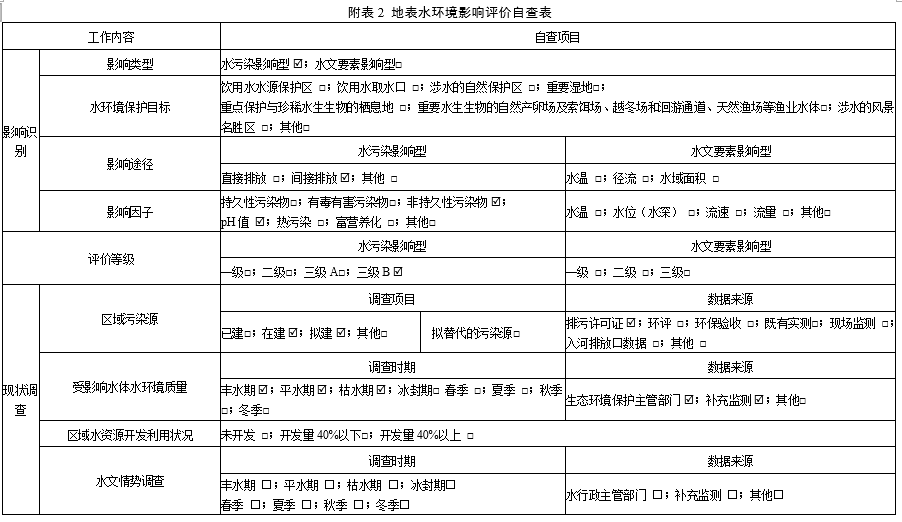 附表 2  地表水环境影响评价自查表
工作内容
自查项目
影响识别
影响类型
水污染影响型 ☑；水文要素影响型□
水环境保护目标
饮用水水源保护区 □；饮用水取水口 □；涉水的自然保护区 □；重要湿地□；
重点保护与珍稀水生生物的栖息地 □；重要水生生物的自然产卵场及索饵场、越冬场和洄游通道、天然渔场等渔业水体□；涉水的风景
名胜区 □；其他□
影响途径
水污染影响型
水文要素影响型
直接排放 □；间接排放☑；其他 □
水温 □；径流 □；水域面积 □
影响因子
持久性污染物□；有毒有害污染物□；非持久性污染物 ☑；
pH 值 ☑；热污染 □；富营养化 □；其他□
水温 □；水位（水深） □；流速 □；流量 □；其他□
评价等级
水污染影响型
水文要素影响型
一级□；二级□；三级 A□；三级 B ☑
一级 □；二级 □；三级□
现状调查
区域污染源
调查项目
数据来源
已建□；在建 ☑；拟建 ☑；其他□
拟替代的污染源□
排污许可证 ☑；环评 □；环保验收 □；既有实测□；现场监测 □；
入河排放口数据 □；其他 □
受影响水体水环境质量
调查时期
数据来源
丰水期 ☑；平水期 ☑；枯水期 ☑；冰封期□ 春季 □；夏季 □；秋季
□；冬季□
生态环境保护主管部门 ☑；补充监测 ☑；其他□
区域水资源开发利用状况
未开发 □；开发量 40%以下□；开发量 40%以上 □
水文情势调查
调查时期
数据来源
丰水期 □；平水期 □；枯水期 □；冰封期□
春季 □；夏季 □；秋季 □；冬季□
水行政主管部门 □；补充监测 □；其他□